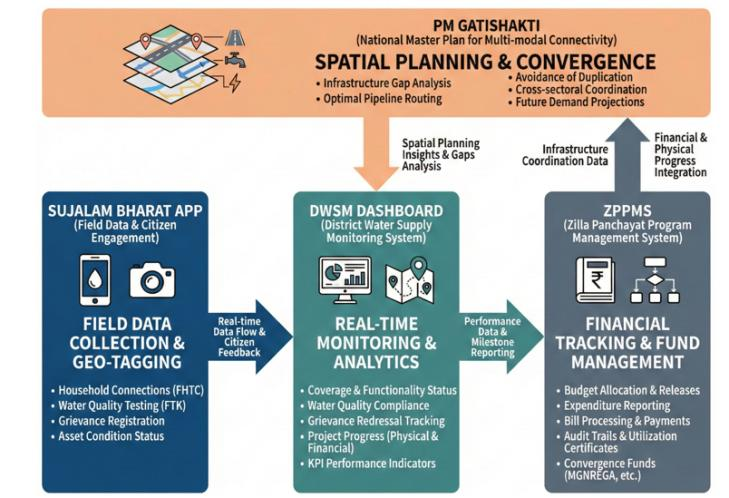 PM GATISHAKTI
(National Master Plan for Multi-modal Connectivity)
SPATIAL PLANNING & CONVERGENCE
• Infrastructure Gap Analysis
• Optimal Pipeline Routing
• Avoidance of Duplication
• Cross-sectoral Coordination
• Future Demand Projections
Spatial Planning
Insights & Gaps
Analysis
Infrastructure
Coordination Data
Financial &
Physical
Progress
Integration
SUJALAM BHARAT APP
(Field Data & Citizen
Engagement)
FIELD DATA
COLLECTION &
GEO-TAGGING
• Household Connections (FHTC)
• Water Quality Testing (FTK)
• Grievance Registration
• Asset Condition Status
Real-time
Data Flow &
Citizen
Feedback
DWSM DASHBOARD
(District Water Supply
Monitoring System)
REAL-TIME
MONITORING &
ANALYTICS
• Coverage & Functionality Status
• Water Quality Compliance
• Grievance Redressal Tracking
• Project Progress (Physical &
Financial)
• KPI Performance Indicators
Performance
Data &
Milestone
Reporting
ZPPMS
(Zilla Panchayat Program
Management System)
₹
FINANCIAL
TRACKING & FUND
MANAGEMENT
• Budget Allocation & Releases
• Expenditure Reporting
• Bill Processing & Payments
• Audit Trails & Utilization
Certificates
• Convergence Funds
(MGNREGA, etc.)